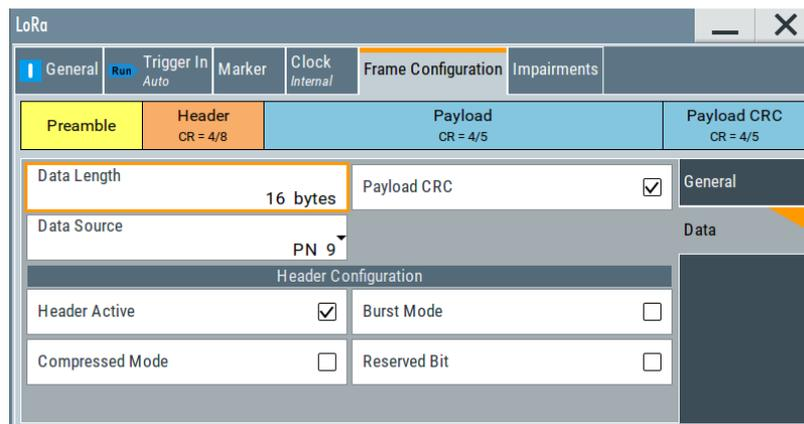 LoRa
General
Run
Trigger In
Auto
Marker
Clock
Internal
Frame Configuration
Impairments
Preamble
Header
CR = 4/8
Payload
CR = 4/5
Payload CRC
CR = 4/5
Data Length
16 bytes
Payload CRC
General
Data Source
PN 9
Data
Header Configuration
Header Active
Burst Mode
Compressed Mode
Reserved Bit